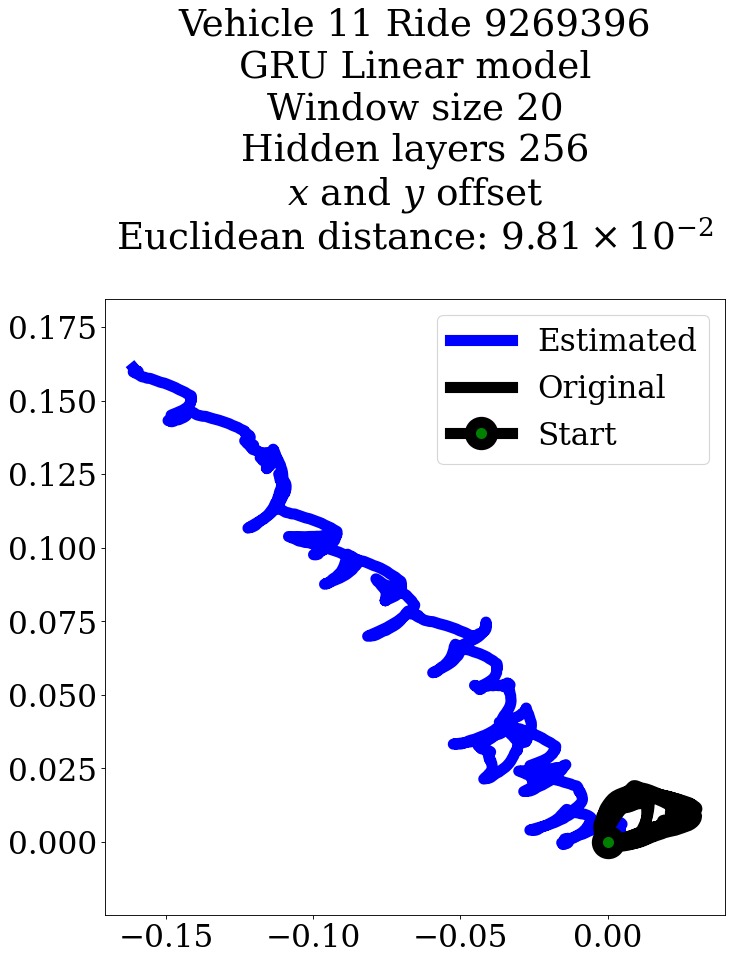 Vehicle 11 Ride 9269396
GRU Linear model
Window size 20
Hidden layers 256
x and y offset
Euclidean distance: 9.81 × 10⁻²
Estimated
Original
Start
0.175
0.150
0.125
0.100
0.075
0.050
0.025
0.000
−0.15
−0.10
−0.05
0.00